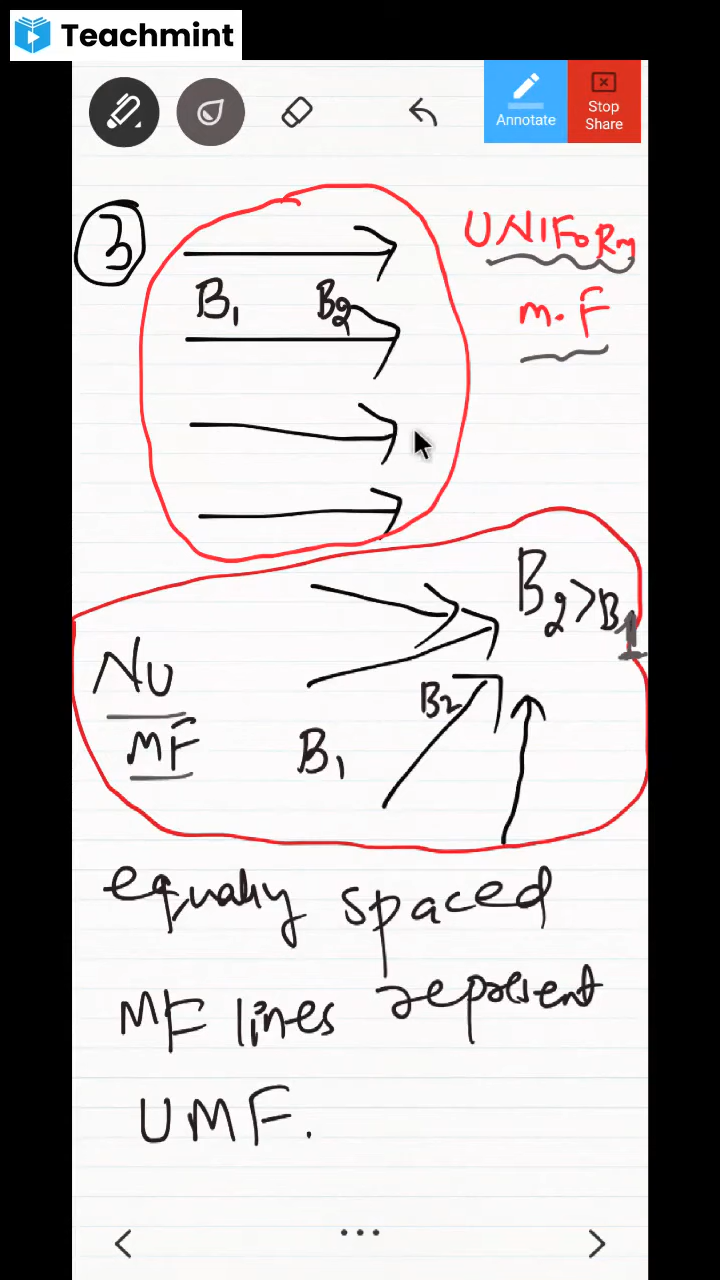 Teachmint
Annotate
Stop
Share
3
UNIFORM
M.F
B1 B2
B2>B1
NU
MF
B2
B1
equaly spaced
MF lines represent
UMF.